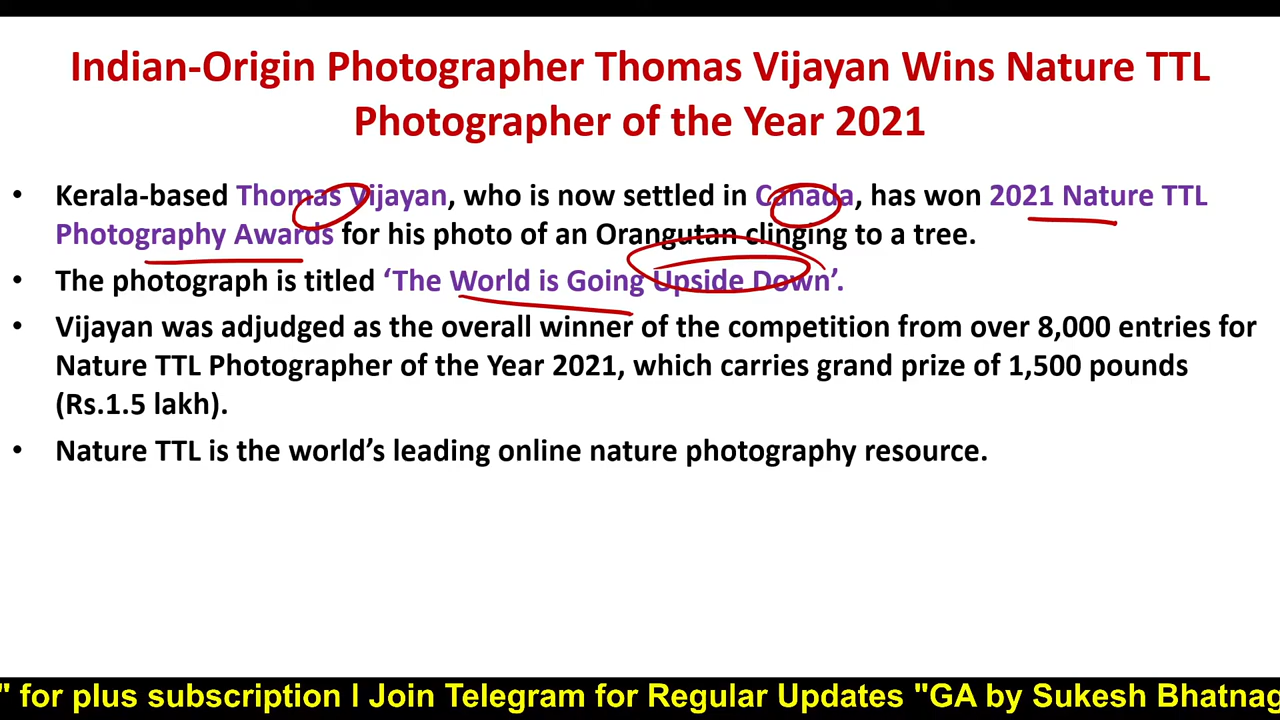 Indian-Origin Photographer Thomas Vijayan Wins Nature TTL
Photographer of the Year 2021
• Kerala-based Thomas Vijayan, who is now settled in Canada, has won 2021 Nature TTL
Photography Awards for his photo of an Orangutan clinging to a tree.
• The photograph is titled ‘The World is Going Upside Down’.
• Vijayan was adjudged as the overall winner of the competition from over 8,000 entries for
Nature TTL Photographer of the Year 2021, which carries grand prize of 1,500 pounds
(Rs.1.5 lakh).
• Nature TTL is the world’s leading online nature photography resource.
" for plus subscription l Join Telegram for Regular Updates "GA by Sukesh Bhatnag